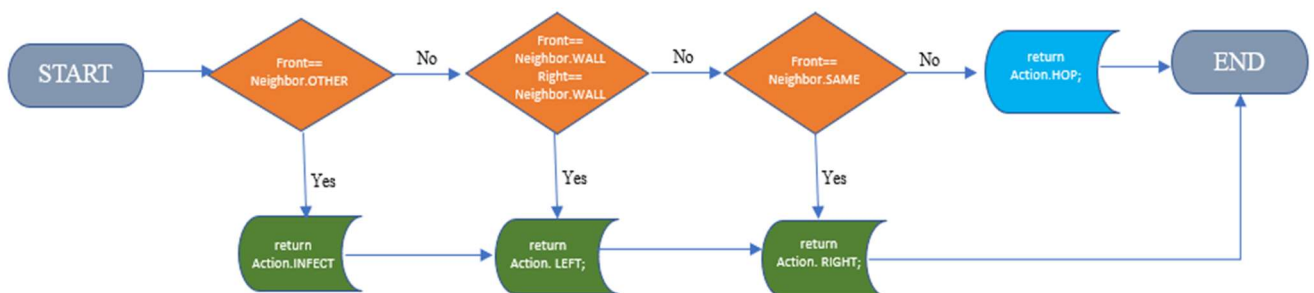 START
Front==
Neighbor.OTHER
No
Front==
Neighbor.WALL
Right==
Neighbor.WALL
No
Front==
Neighbor.SAME
No
return
Action.HOP;
END
Yes
Yes
Yes
return
Action.INFECT
return
Action. LEFT;
return
Action. RIGHT;